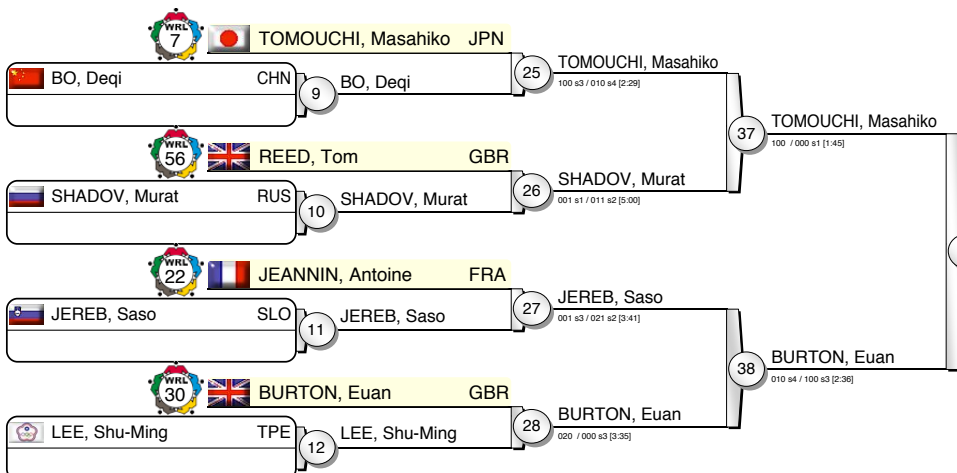 WRL 7 TOMOUCHI, Masahiko JPN
BO, Deqi CHN
9 BO, Deqi
25 TOMOUCHI, Masahiko
100 s3 / 010 s4 [2:29]
WRL 56 REED, Tom GBR
SHADOV, Murat RUS
10 SHADOV, Murat
26 SHADOV, Murat
001 s1 / 011 s2 [5:00]
37 TOMOUCHI, Masahiko
100 / 000 s1 [1:45]
WRL 22 JEANNIN, Antoine FRA
JEREB, Saso SLO
11 JEREB, Saso
27 JEREB, Saso
001 s3 / 021 s2 [3:41]
WRL 30 BURTON, Euan GBR
LEE, Shu-Ming TPE
12 LEE, Shu-Ming
28 BURTON, Euan
020 / 000 s3 [3:35]
38 BURTON, Euan
010 s4 / 100 s3 [2:36]